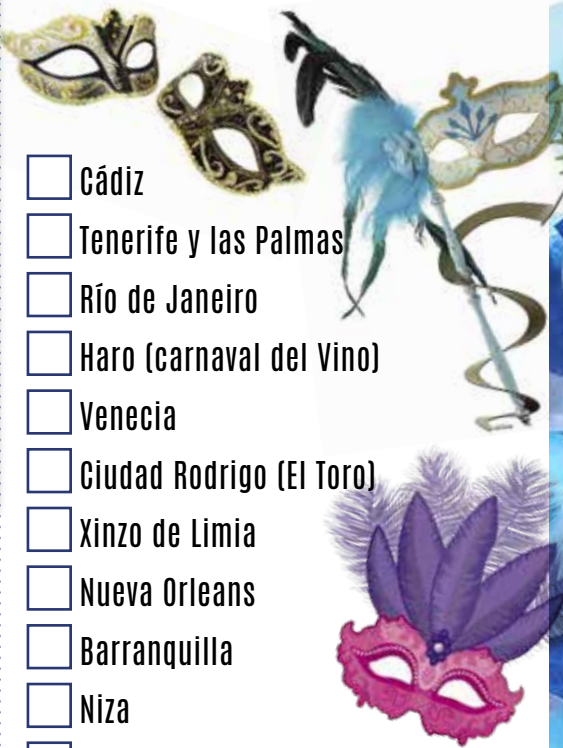 Cádiz
Tenerife y las Palmas
Río de Janeiro
Haro (carnaval del Vino)
Venecia
Ciudad Rodrigo (El Toro)
Xinzo de Limia
Nueva Orleans
Barranquilla
Niza